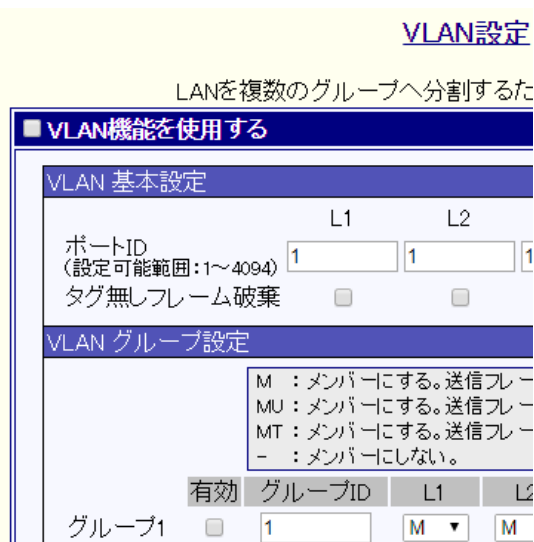 VLAN設定
LANを複数のグループへ分割するた
VLAN機能を使用する
VLAN 基本設定
L1 L2
ポートID
(設定可能範囲:1～4094) 1 1 1
タグ無しフレーム破棄
VLAN グループ設定
M :メンバーにする。送信フレー
MU:メンバーにする。送信フレー
MT:メンバーにする。送信フレー
- :メンバーにしない。
有効 グループID L1 L2
グループ1 1 M M